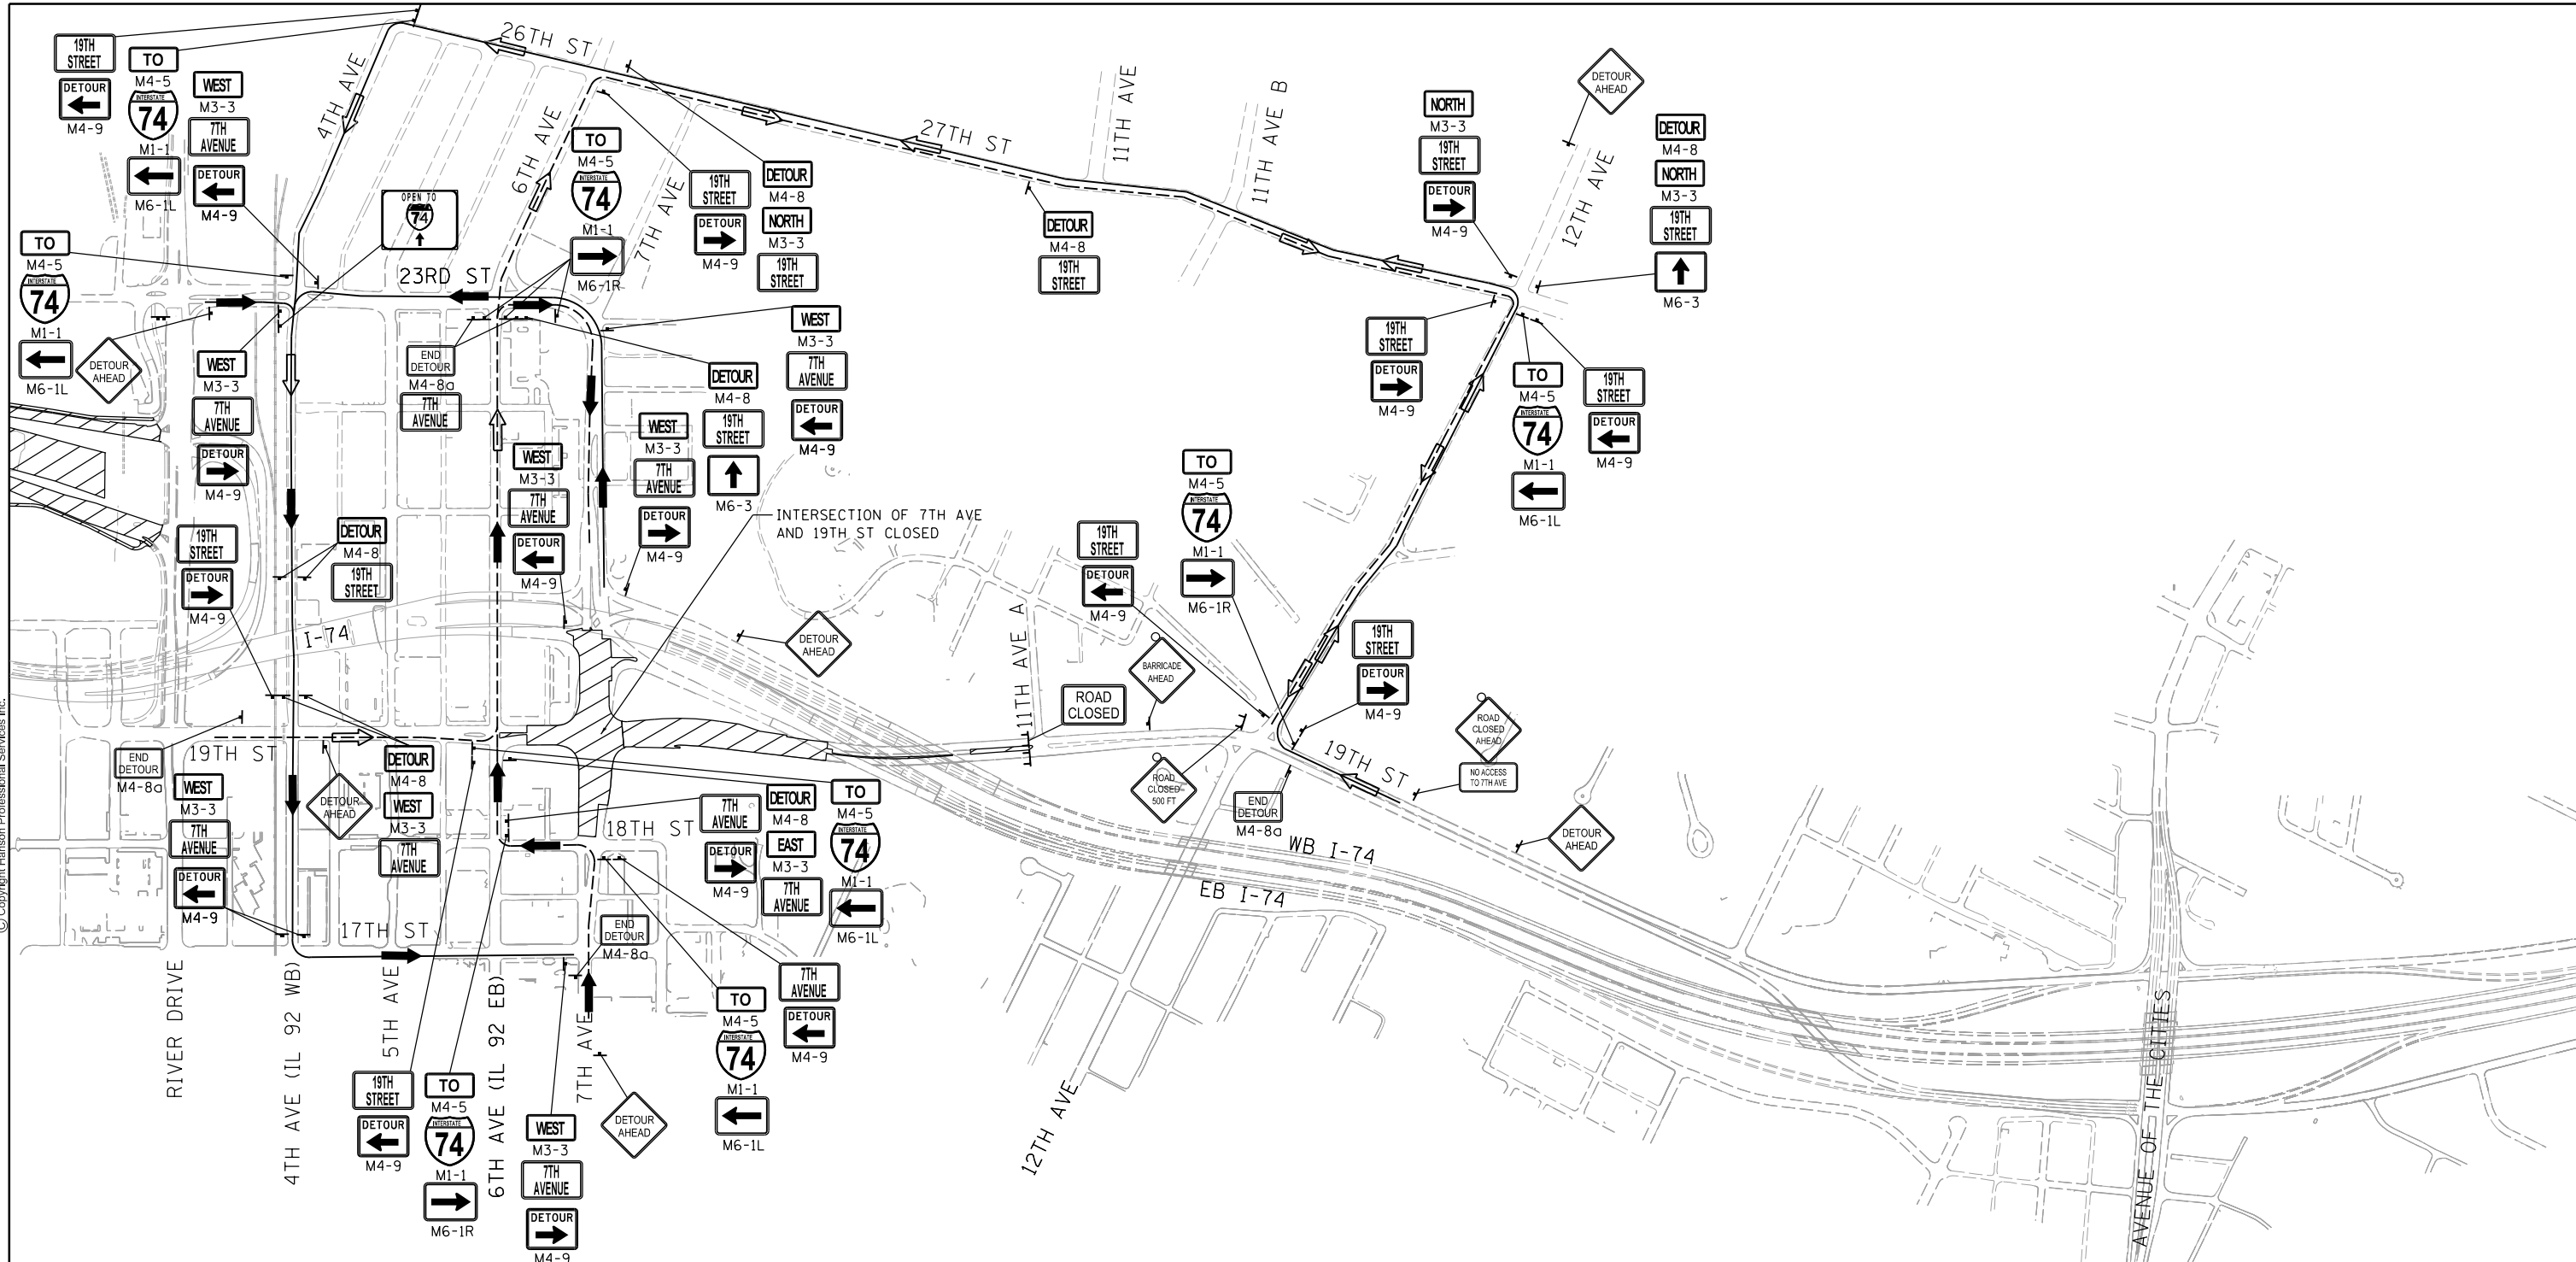 26TH ST
19TH
STREET
DETOUR
M4-9
TO
M4-5
INTERSTATE
74
M1-1
M6-1L
WEST
M3-3
7TH
AVENUE
DETOUR
M4-9
4TH AVE
OPEN TO
74
6TH AVE
TO
M4-5
INTERSTATE
74
M1-1
M6-1R
7TH AVE
19TH
STREET
DETOUR
M4-9
DETOUR
M4-8
NORTH
M3-3
19TH
STREET
27TH ST
DETOUR
M4-8
19TH
STREET
11TH AVE
11TH AVE B
NORTH
M3-3
19TH
STREET
DETOUR
M4-9
DETOUR
AHEAD
12TH AVE
DETOUR
M4-8
NORTH
M3-3
19TH
STREET
M6-3
TO
M4-5
INTERSTATE
74
M1-1
M6-1L
DETOUR
AHEAD
WEST
M3-3
7TH
AVENUE
DETOUR
M4-9
23RD ST
END
DETOUR
M4-8a
7TH
AVENUE
WEST
M3-3
7TH
AVENUE
DETOUR
M4-9
WEST
M3-3
7TH
AVENUE
DETOUR
M4-9
DETOUR
M4-8
19TH
STREET
M6-3
WEST
M3-3
7TH
AVENUE
DETOUR
M4-9
19TH
STREET
DETOUR
M4-9
TO
M4-5
INTERSTATE
74
M1-1
M6-1L
19TH
STREET
DETOUR
M4-9
19TH
STREET
DETOUR
M4-9
DETOUR
M4-8
19TH
STREET
INTERSECTION OF 7TH AVE
AND 19TH ST CLOSED
I-74
DETOUR
AHEAD
11TH AVE A
ROAD
CLOSED
19TH
STREET
DETOUR
M4-9
BARRICADE
AHEAD
TO
M4-5
INTERSTATE
74
M1-1
M6-1R
19TH
STREET
DETOUR
M4-9
ROAD
CLOSED
500 FT
END
DETOUR
M4-8a
19TH ST
ROAD
CLOSED
AHEAD
NO ACCESS
TO 7TH AVE
DETOUR
AHEAD
WB I-74
EB I-74
19TH ST
END
DETOUR
M4-8a
WEST
M3-3
7TH
AVENUE
DETOUR
M4-9
DETOUR
AHEAD
DETOUR
M4-8
WEST
M3-3
7TH
AVENUE
18TH ST
7TH
AVENUE
DETOUR
M4-9
DETOUR
M4-8
EAST
M3-3
7TH
AVENUE
TO
M4-5
INTERSTATE
74
M1-1
M6-1L
17TH ST
END
DETOUR
M4-8a
7TH
AVENUE
DETOUR
M4-9
TO
M4-5
INTERSTATE
74
M1-1
M6-1L
RIVER DRIVE
4TH AVE (IL 92 WB)
5TH AVE
6TH AVE (IL 92 EB)
7TH AVE
19TH
STREET
DETOUR
M4-9
TO
M4-5
INTERSTATE
74
M1-1
M6-1R
WEST
M3-3
7TH
AVENUE
DETOUR
M4-9
DETOUR
AHEAD
12TH AVE
AVENUE OF THE CITIES
© Copyright Hanson Professional Services Inc.